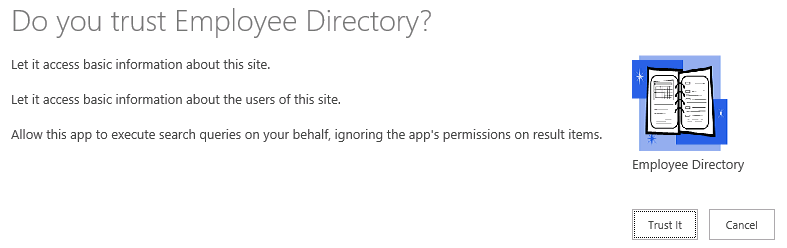 Do you trust Employee Directory?
Let it access basic information about this site.
Let it access basic information about the users of this site.
Allow this app to execute search queries on your behalf, ignoring the app's permissions on result items.
Employee Directory
Trust It
Cancel